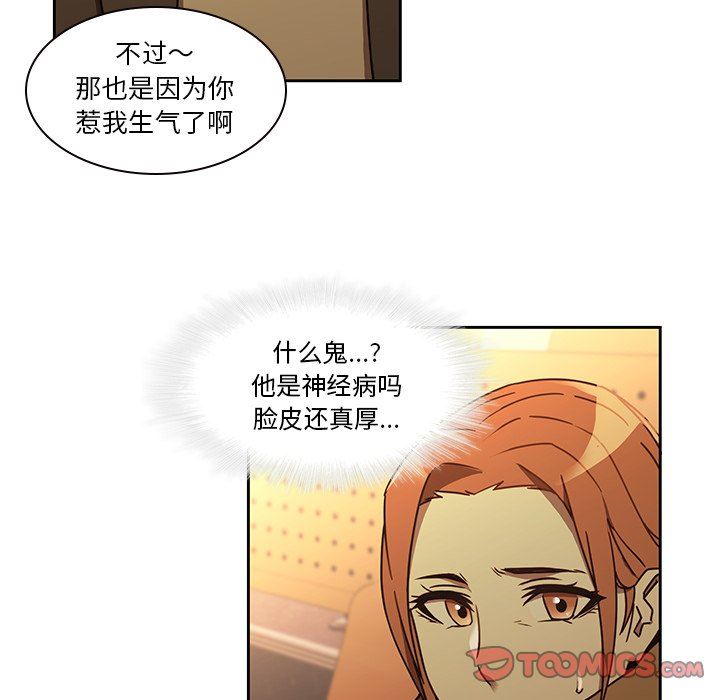 不过～
那也是因为你
惹我生气了啊
什么鬼...?
他是神经病吗
脸皮还真厚...
TOOMICS.COM